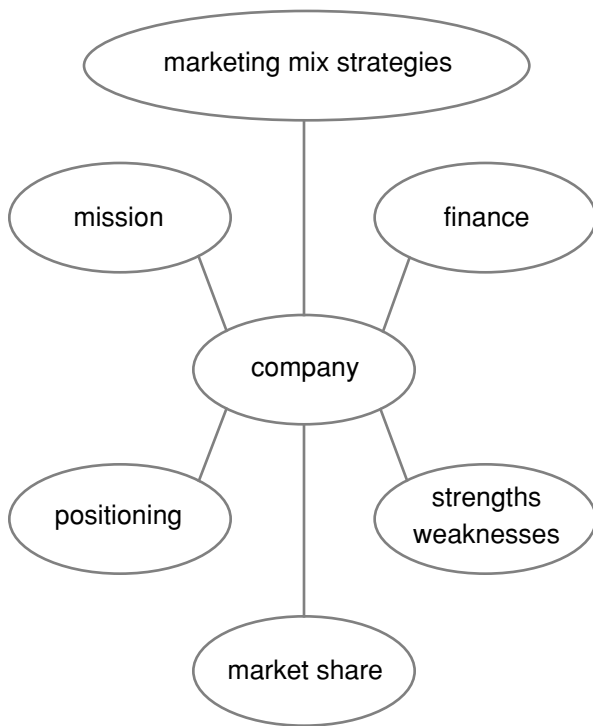 marketing mix strategies
mission
finance
company
positioning
strengths
weaknesses
market share